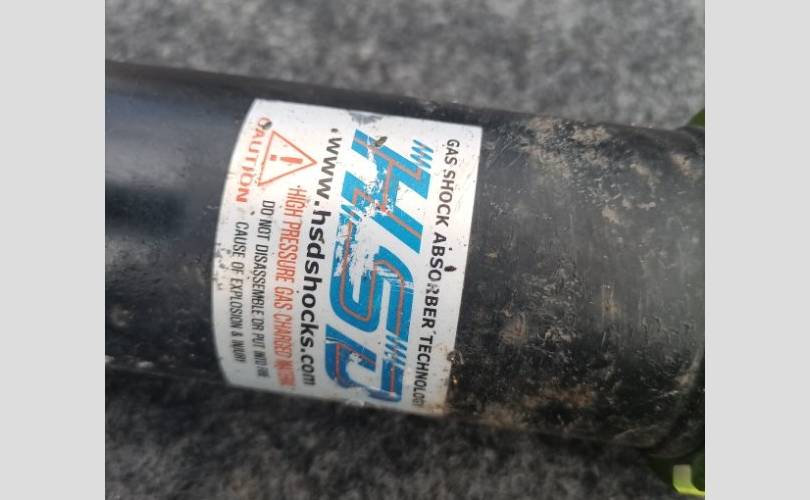 GAS SHOCK ABSORBER TECHNOLOGY
HSD
www.hsdshocks.com
CAUTION
HIGH PRESSURE GAS CHARGED
DO NOT DISASSEMBLE OR PUT INTO FIRE
CAUSE OF EXPLOSION & INJURY